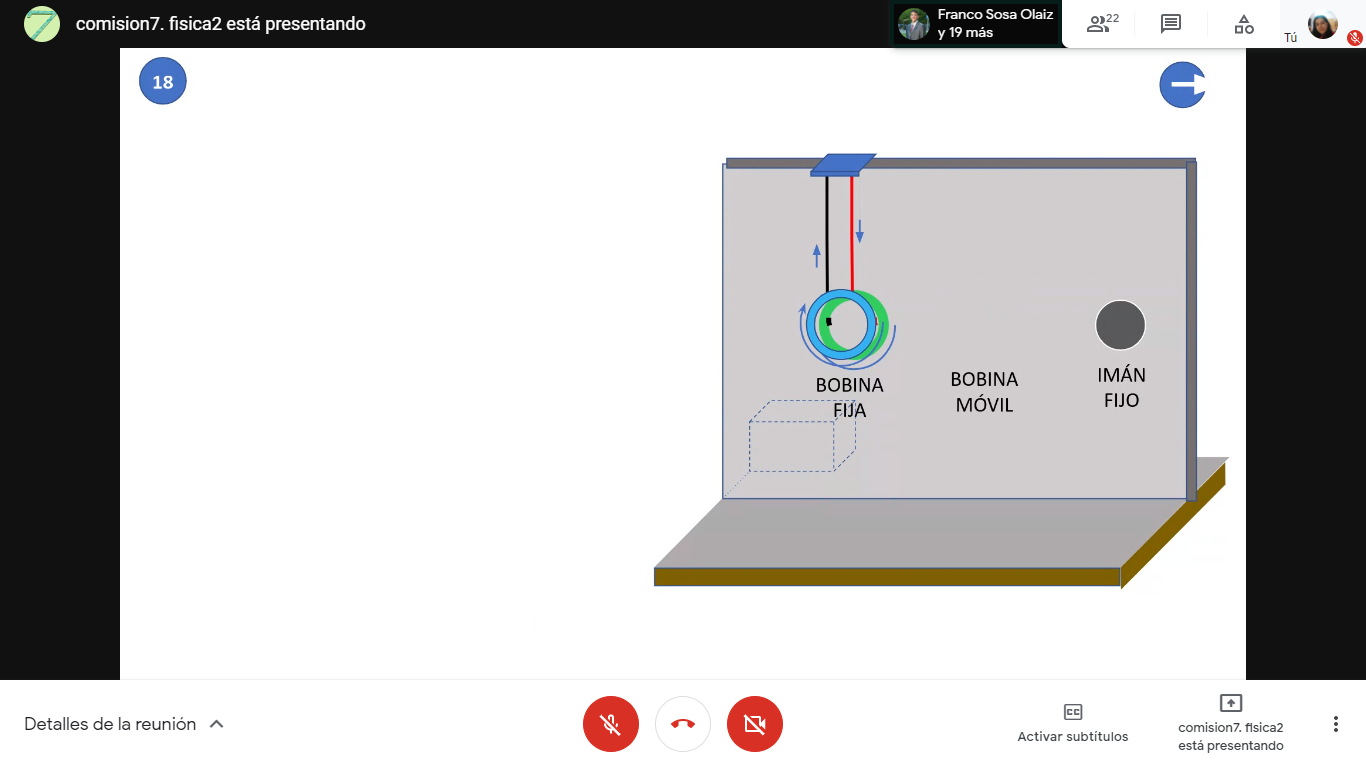 comision7. fisica2 está presentando
Franco Sosa Olaiz
y 19 más
22
Tú
18
BOBINA
FIJA
BOBINA
MÓVIL
IMÁN
FIJO
Detalles de la reunión
CC
Activar subtítulos
comision7. fisica2
está presentando